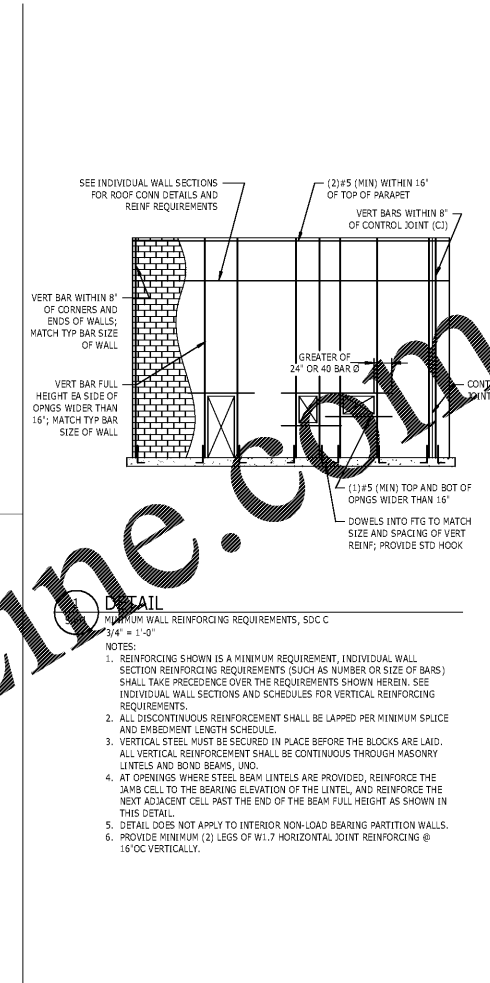 SEE INDIVIDUAL WALL SECTIONS
FOR ROOF CONN DETAILS AND
REINF REQUIREMENTS
(2)#5 (MIN) WITHIN 16"
OF TOP OF PARAPET
VERT BARS WITHIN 8"
OF CONTROL JOINT (CJ)
VERT BAR WITHIN 8"
OF CORNERS AND
ENDS OF WALLS;
MATCH TYP BAR SIZE
OF WALL
GREATER OF
24" OR 40 BAR Ø
VERT BAR FULL
HEIGHT EA SIDE OF
OPNGS WIDER THAN
16"; MATCH TYP BAR
SIZE OF WALL
JOINT
(1)#5 (MIN) TOP AND BOT OF
OPNGS WIDER THAN 16"
DOWELS INTO FTG TO MATCH
SIZE AND SPACING OF VERT
REINF; PROVIDE STD HOOK
ine.com
1
DETAIL
MINIMUM WALL REINFORCING REQUIREMENTS, SDC C
3/4" = 1'-0"
NOTES:
1. REINFORCING SHOWN IS A MINIMUM REQUIREMENT, INDIVIDUAL WALL
SECTION REINFORCING REQUIREMENTS (SUCH AS NUMBER OR SIZE OF BARS)
SHALL TAKE PRECEDENCE OVER THE REQUIREMENTS SHOWN HEREIN. SEE
INDIVIDUAL WALL SECTIONS AND SCHEDULES FOR VERTICAL REINFORCING
REQUIREMENTS.
2. ALL DISCONTINUOUS REINFORCEMENT SHALL BE LAPPED PER MINIMUM SPLICE
AND EMBEDMENT LENGTH SCHEDULE.
3. VERTICAL STEEL MUST BE SECURED IN PLACE BEFORE THE BLOCKS ARE LAID.
ALL VERTICAL REINFORCEMENT SHALL BE CONTINUOUS THROUGH MASONRY
LINTELS AND BOND BEAMS, UNO.
4. AT OPENINGS WHERE STEEL BEAM LINTELS ARE PROVIDED, REINFORCE THE
JAMB CELL TO THE BEARING ELEVATION OF THE LINTEL, AND REINFORCE THE
NEXT ADJACENT CELL PAST THE END OF THE BEAM FULL HEIGHT AS SHOWN IN
THIS DETAIL.
5. DETAIL DOES NOT APPLY TO INTERIOR NON-LOAD BEARING PARTITION WALLS.
6. PROVIDE MINIMUM (2) LEGS OF W1.7 HORIZONTAL JOINT REINFORCING @
16"OC VERTICALLY.